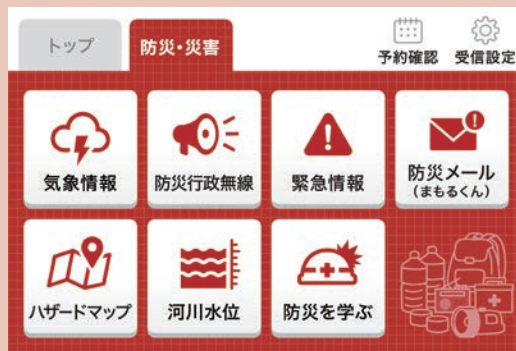 トップ
防災・災害
予約確認
受信設定
気象情報
防災行政無線
緊急情報
防災メール
(まもるくん)
ハザードマップ
河川水位
防災を学ぶ